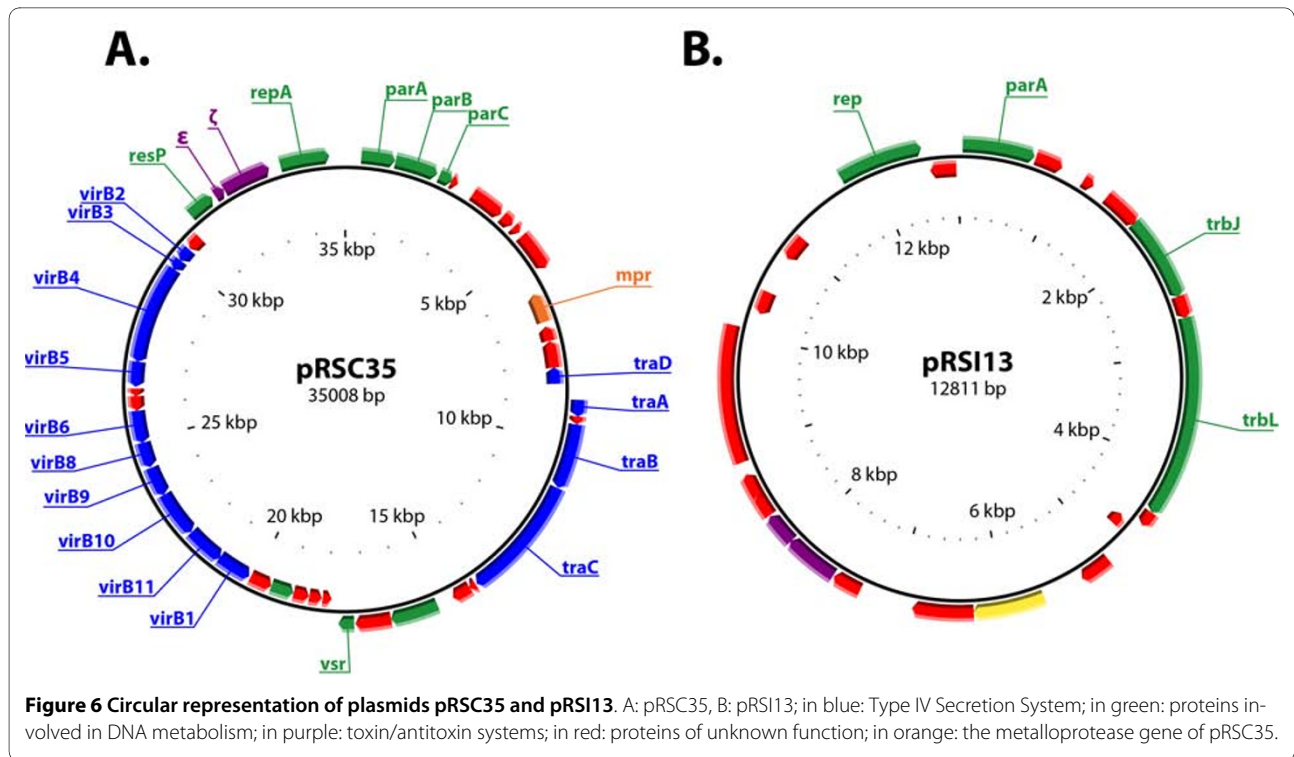 A.
B.
repA
parA
parB
parC
ζ
ε
resP
virB2
virB3
virB4
virB5
virB6
virB8
virB9
virB10
virB11
virB1
vsr
mpr
traD
traA
traB
traC
35 kbp
5 kbp
10 kbp
15 kbp
20 kbp
25 kbp
30 kbp
pRSC35
35008 bp
rep
parA
trbJ
trbL
12 kbp
2 kbp
4 kbp
6 kbp
8 kbp
10 kbp
pRSI13
12811 bp
Figure 6 Circular representation of plasmids pRSC35 and pRSI13. A: pRSC35, B: pRSI13; in blue: Type IV Secretion System; in green: proteins in-
volved in DNA metabolism; in purple: toxin/antitoxin systems; in red: proteins of unknown function; in orange: the metalloprotease gene of pRSC35.